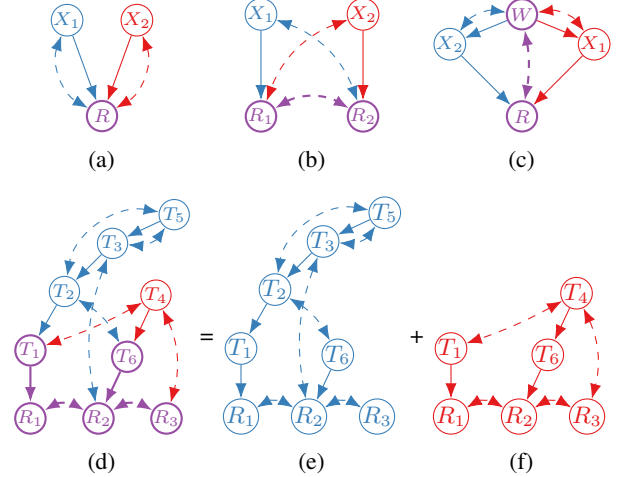 X₁ X₂ X₁ X₂ W
X₂ X₁
R R₁ R₂ R
(a) (b) (c)
T₅ T₅
T₃ T₃
T₂ T₄ T₂ T₄
T₁ T₆ = T₁ T₆ + T₁ T₆
R₁ R₂ R₃ R₁ R₂ R₃ R₁ R₂ R₃
(d) (e) (f)